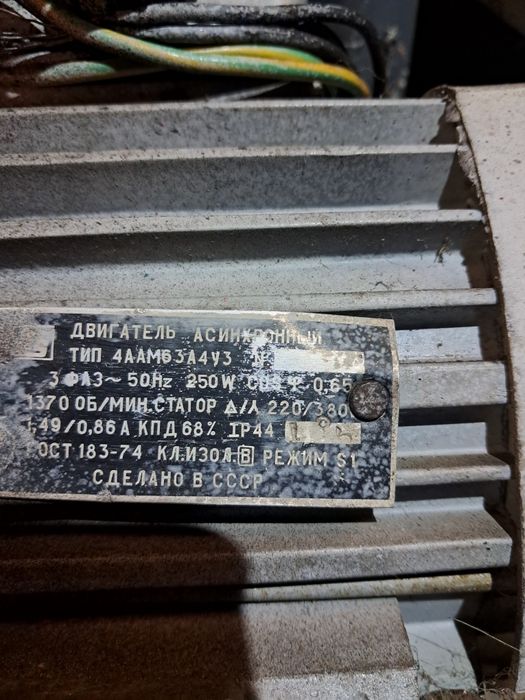 ДВИГАТЕЛЬ АСИНХРОННЫЙ
ТИП 4ААМ63А4У3 N
3 ФАЗ~ 50Hz 250W COS φ 0,65
1370 ОБ/МИН. СТАТОР Δ/⅄ 220/380
1,49/0,86 А КПД 68% IP44
ГОСТ 183-74 КЛ.ИЗОЛ. B РЕЖИМ S1
СДЕЛАНО В СССР